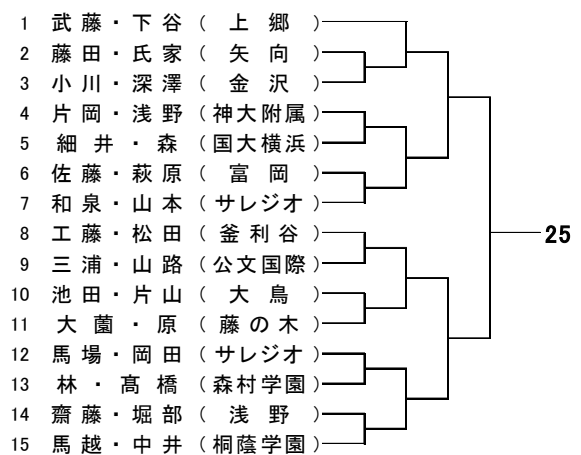 1 武藤・下谷 ( 上郷 )
2 藤田・氏家 ( 矢向 )
3 小川・深澤 ( 金沢 )
4 片岡・浅野 (神大附属)
5 細井・森 (国大横浜)
6 佐藤・萩原 ( 富岡 )
7 和泉・山本 ( サレジオ )
25
8 工藤・松田 ( 釜利谷 )
9 三浦・山路 (公文国際)
10 池田・片山 ( 大鳥 )
11 大薗・原 ( 藤の木 )
12 馬場・岡田 ( サレジオ )
13 林・髙橋 (森村学園)
14 齋藤・堀部 ( 浅野 )
15 馬越・中井 (桐蔭学園)